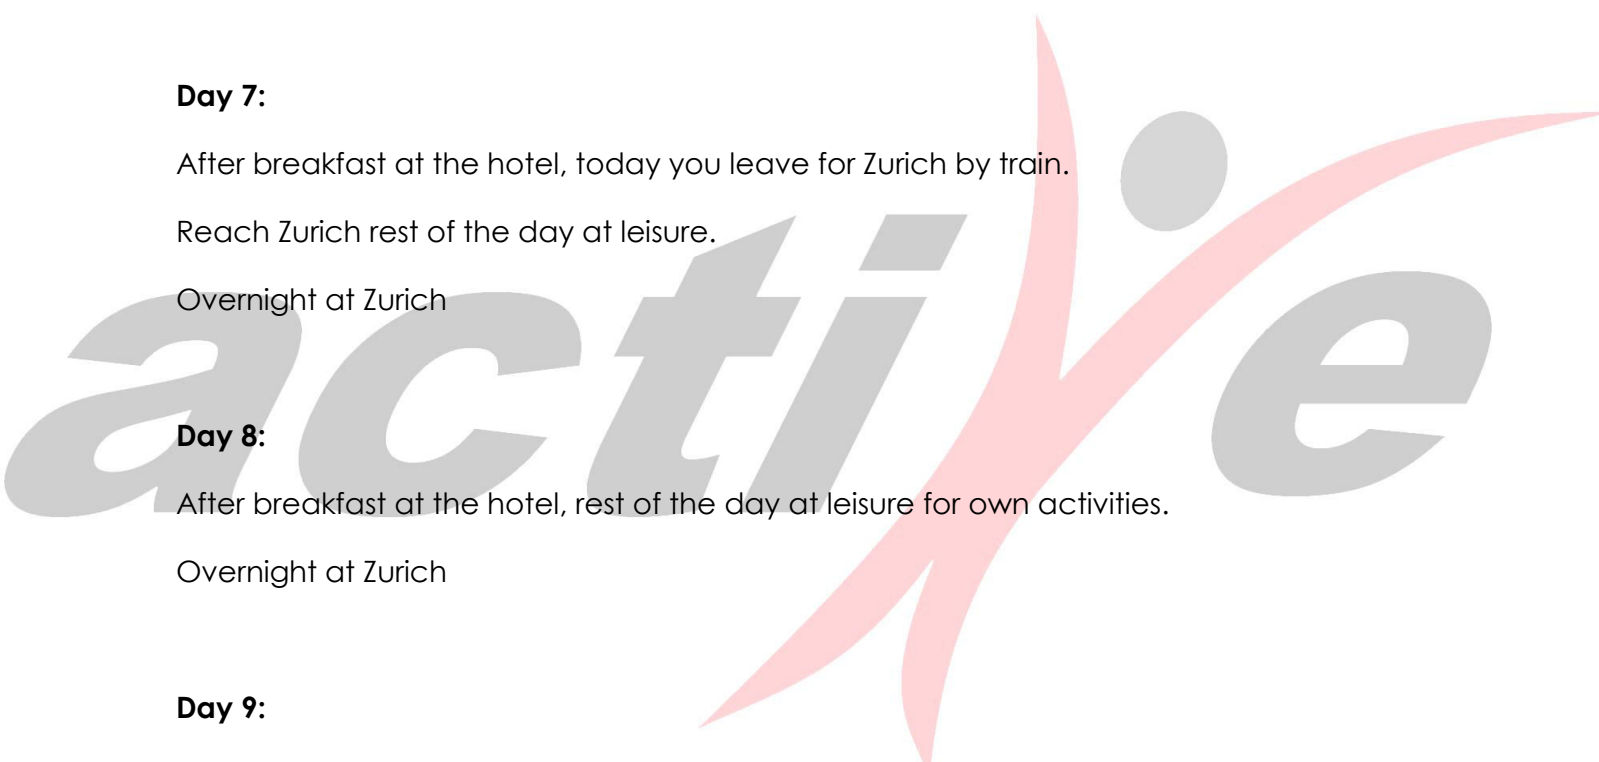 Day 7:
After breakfast at the hotel, today you leave for Zurich by train.
Reach Zurich rest of the day at leisure.
Overnight at Zurich
Day 8:
After breakfast at the hotel, rest of the day at leisure for own activities.
Overnight at Zurich
Day 9:
active